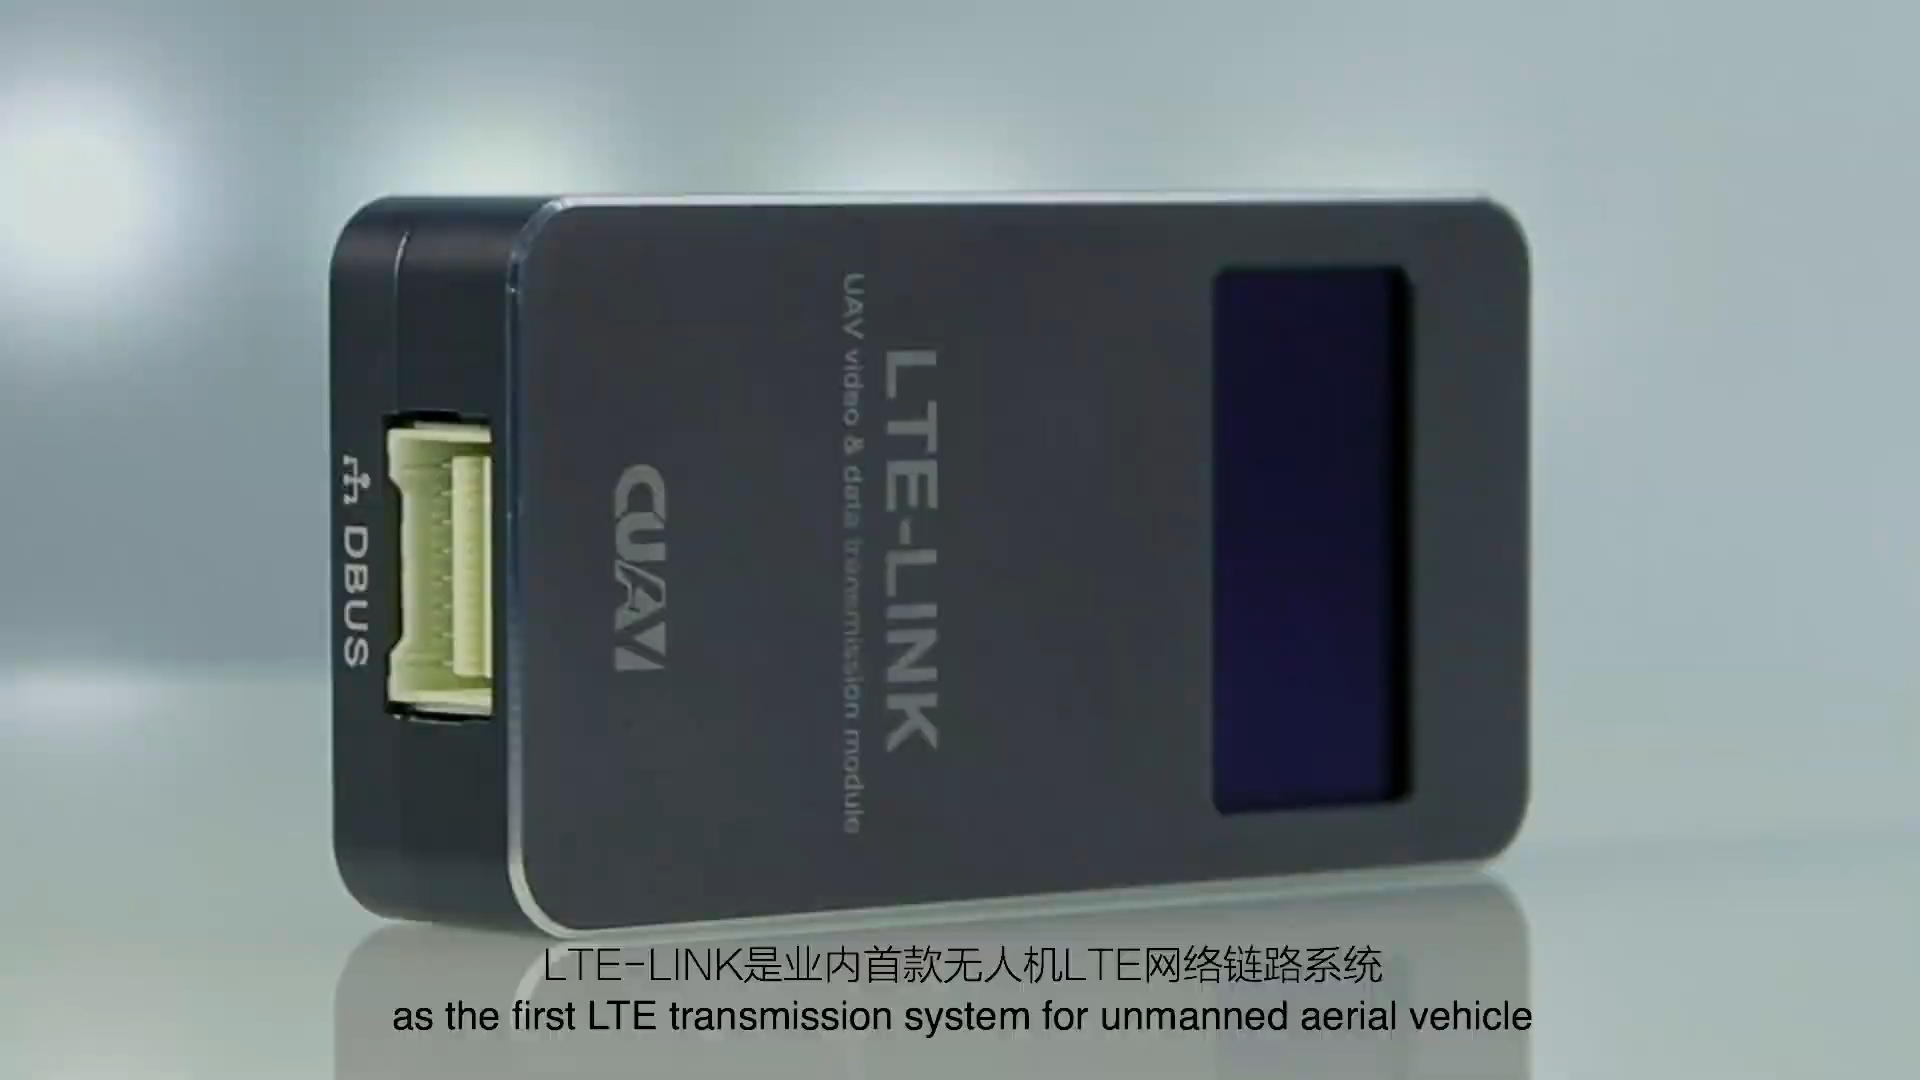 DBUS
CUAV
UAV video & data transmission module
LTE-LINK
LTE-LINK是业内首款无人机LTE网络链路系统
as the first LTE transmission system for unmanned aerial vehicle